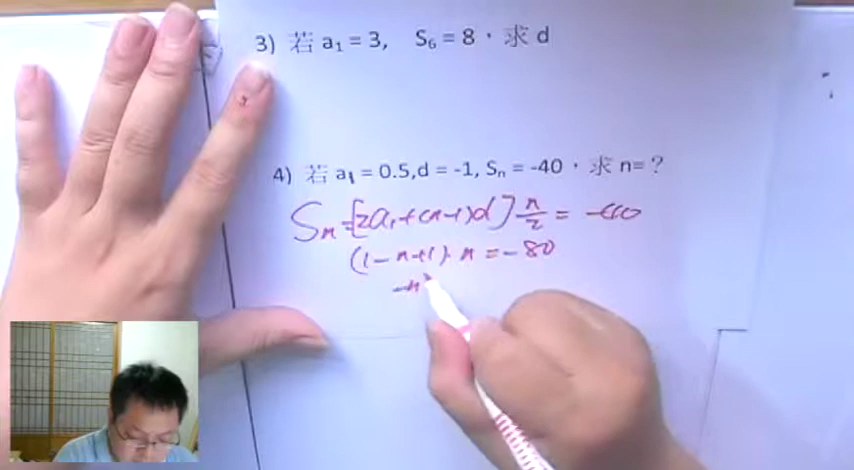 3) 若 a₁ = 3, S₆ = 8 · 求 d
4) 若 a₁ = 0.5,d = -1, Sₙ = -40 · 求 n= ?
Sₙ = [2a₁+(n-1)d] n/2 = -40
(1-n+1)·n = -80
-n²